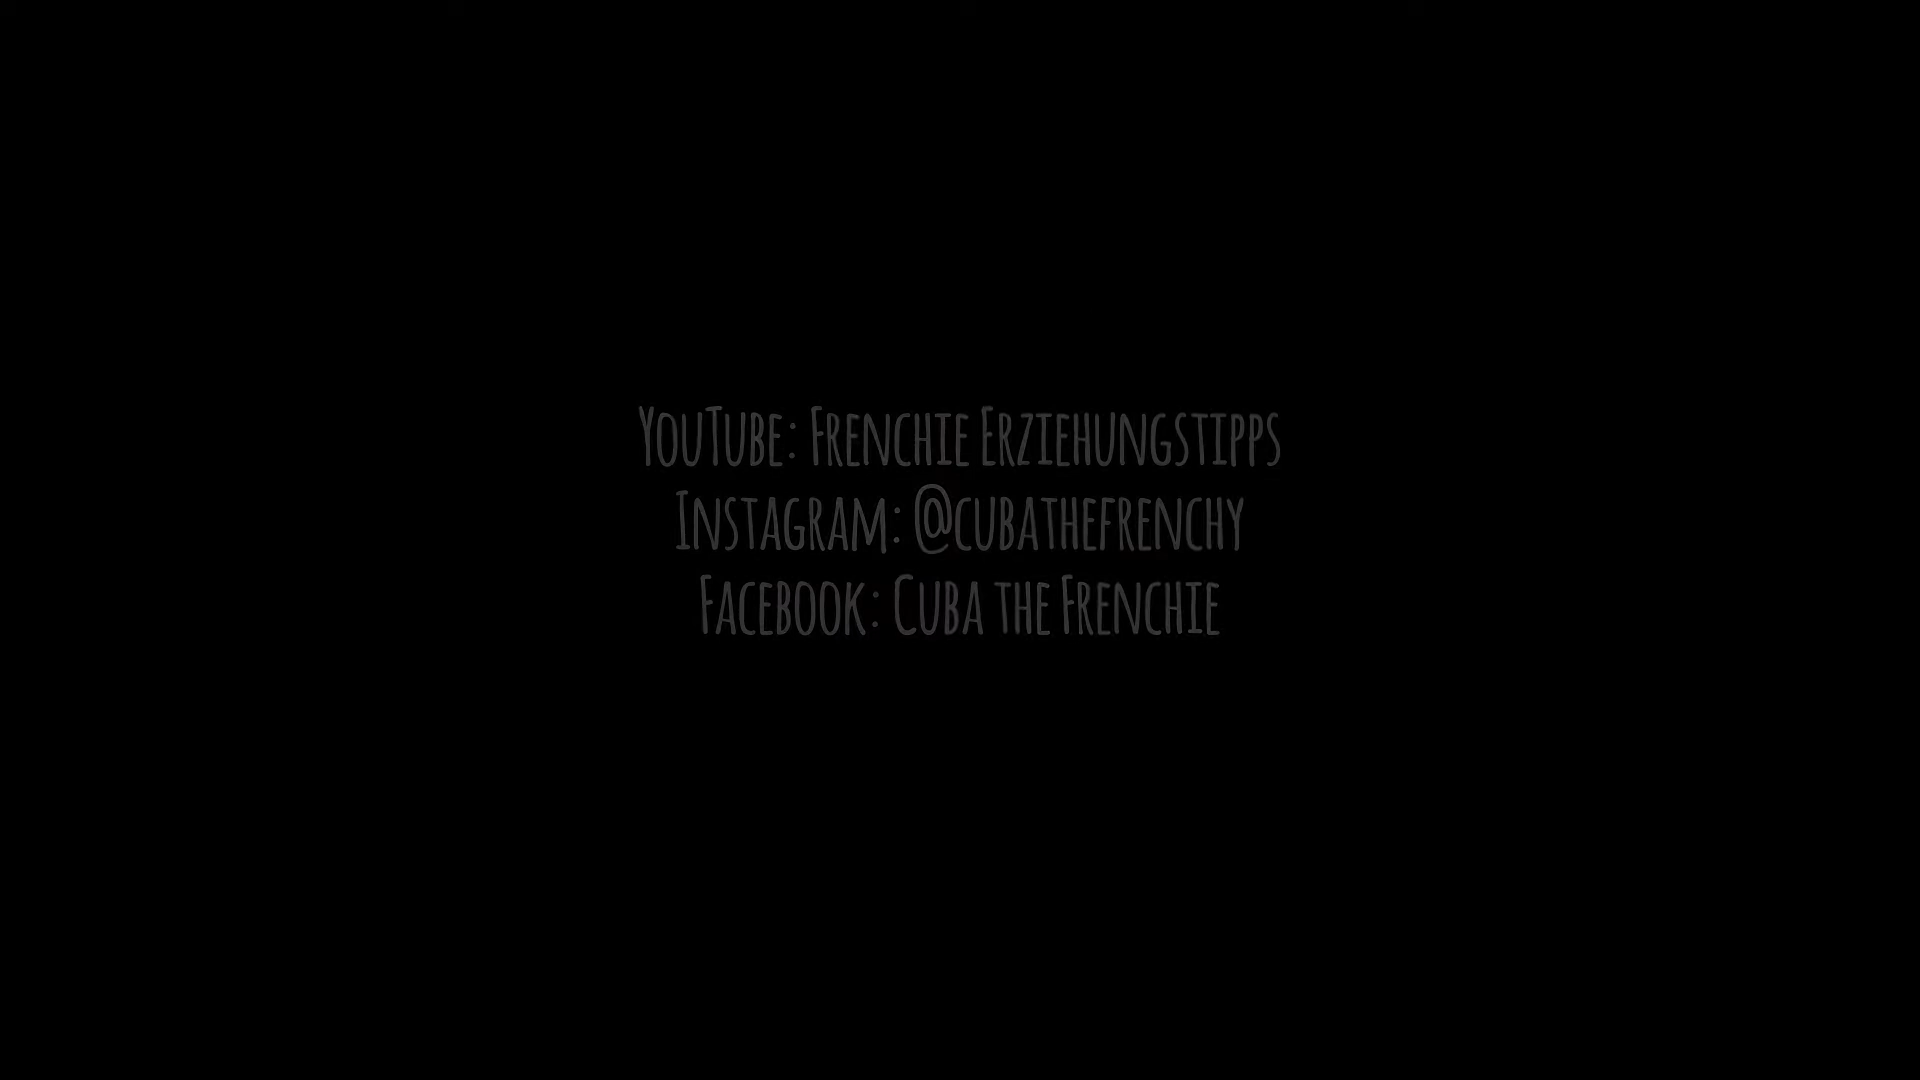 YouTube: Frenchie Erziehungstipps
Instagram: @cubathefrenchy
Facebook: Cuba the Frenchie